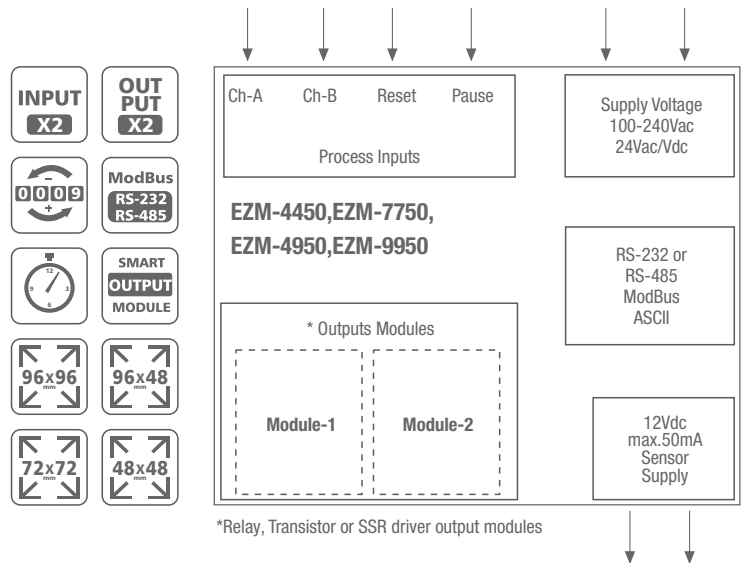 INPUT
X2
OUT
PUT
X2
-
0009
+
ModBus
RS-232
RS-485
12
9 3
6
SMART
OUTPUT
MODULE
96x96
mm
96x48
mm
72x72
mm
48x48
mm
Ch-A Ch-B Reset Pause
Process Inputs
Supply Voltage
100-240Vac
24Vac/Vdc
EZM-4450,EZM-7750,
EZM-4950,EZM-9950
RS-232 or
RS-485
ModBus
ASCII
* Outputs Modules
Module-1 Module-2
12Vdc
max.50mA
Sensor
Supply
*Relay, Transistor or SSR driver output modules